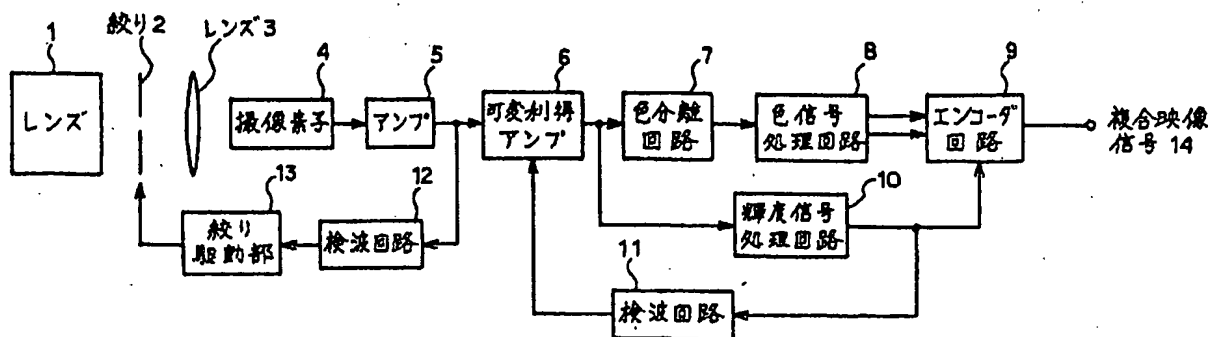 1
レンズ
絞り2
レンズ3
4
撮像素子
5
アンプ
6
可変利得
アンプ
7
色分離
回路
8
色信号
処理回路
9
エンコーダ
回路
複合映像
信号14
13
絞り
駆動部
12
検波回路
10
輝度信号
処理回路
11
検波回路